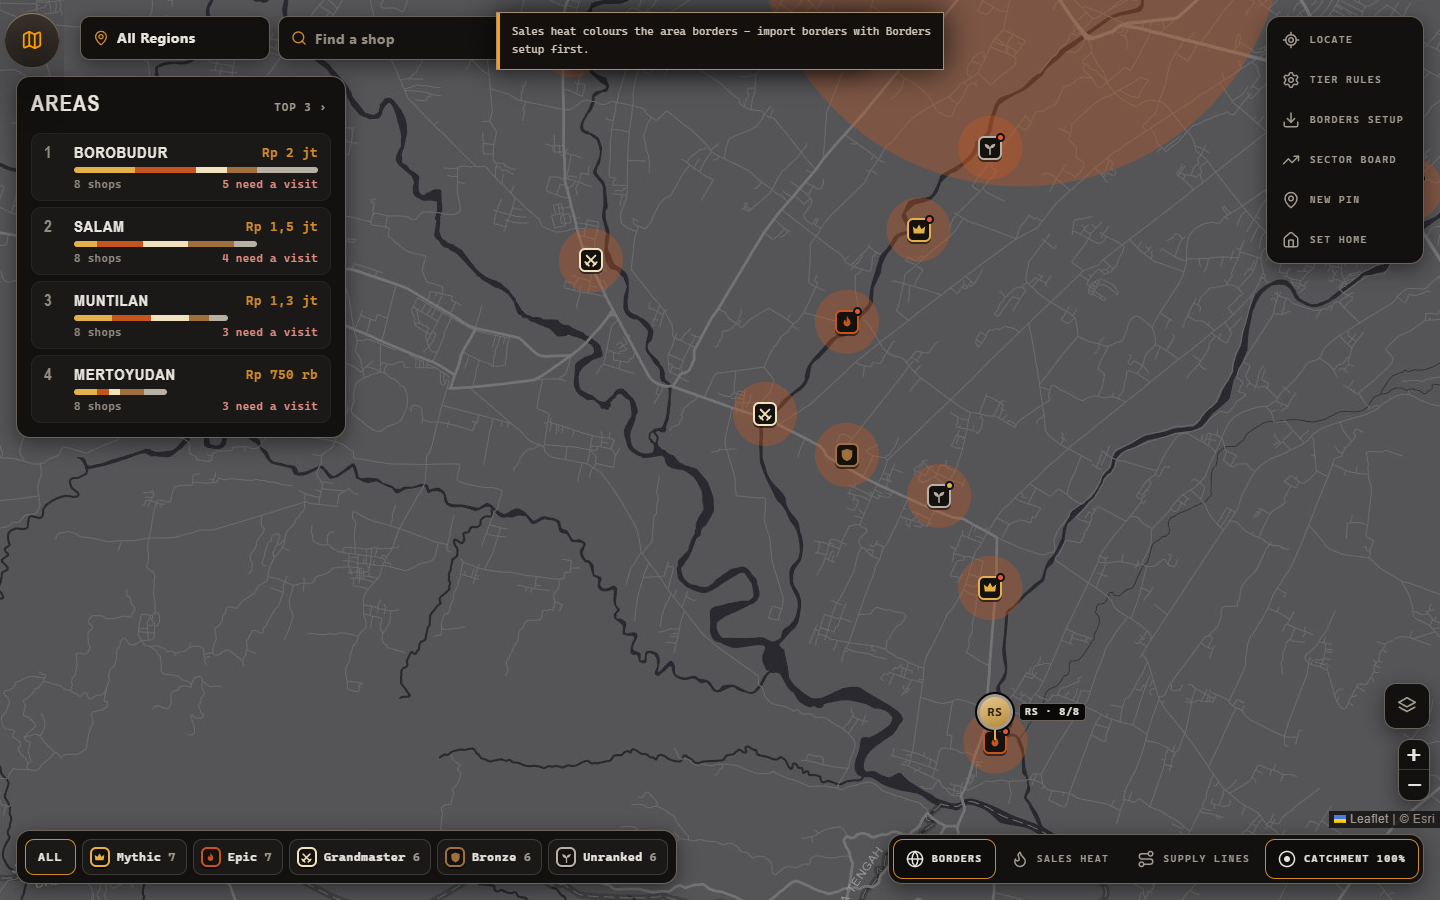 All Regions
Find a shop
Sales heat colours the area borders — import borders with Borders
setup first.
LOCATE
TIER RULES
BORDERS SETUP
SECTOR BOARD
NEW PIN
SET HOME
AREAS
TOP 3 ›
1 BOROBUDUR Rp 2 jt
8 shops 5 need a visit
2 SALAM Rp 1,5 jt
8 shops 4 need a visit
3 MUNTILAN Rp 1,3 jt
8 shops 3 need a visit
4 MERTOYUDAN Rp 750 rb
8 shops 3 need a visit
RS
RS · 8/8
+
−
Leaflet | © Esri
ALL
Mythic 7
Epic 7
Grandmaster 6
Bronze 6
Unranked 6
BORDERS
SALES HEAT
SUPPLY LINES
CATCHMENT 100%
TENGAH